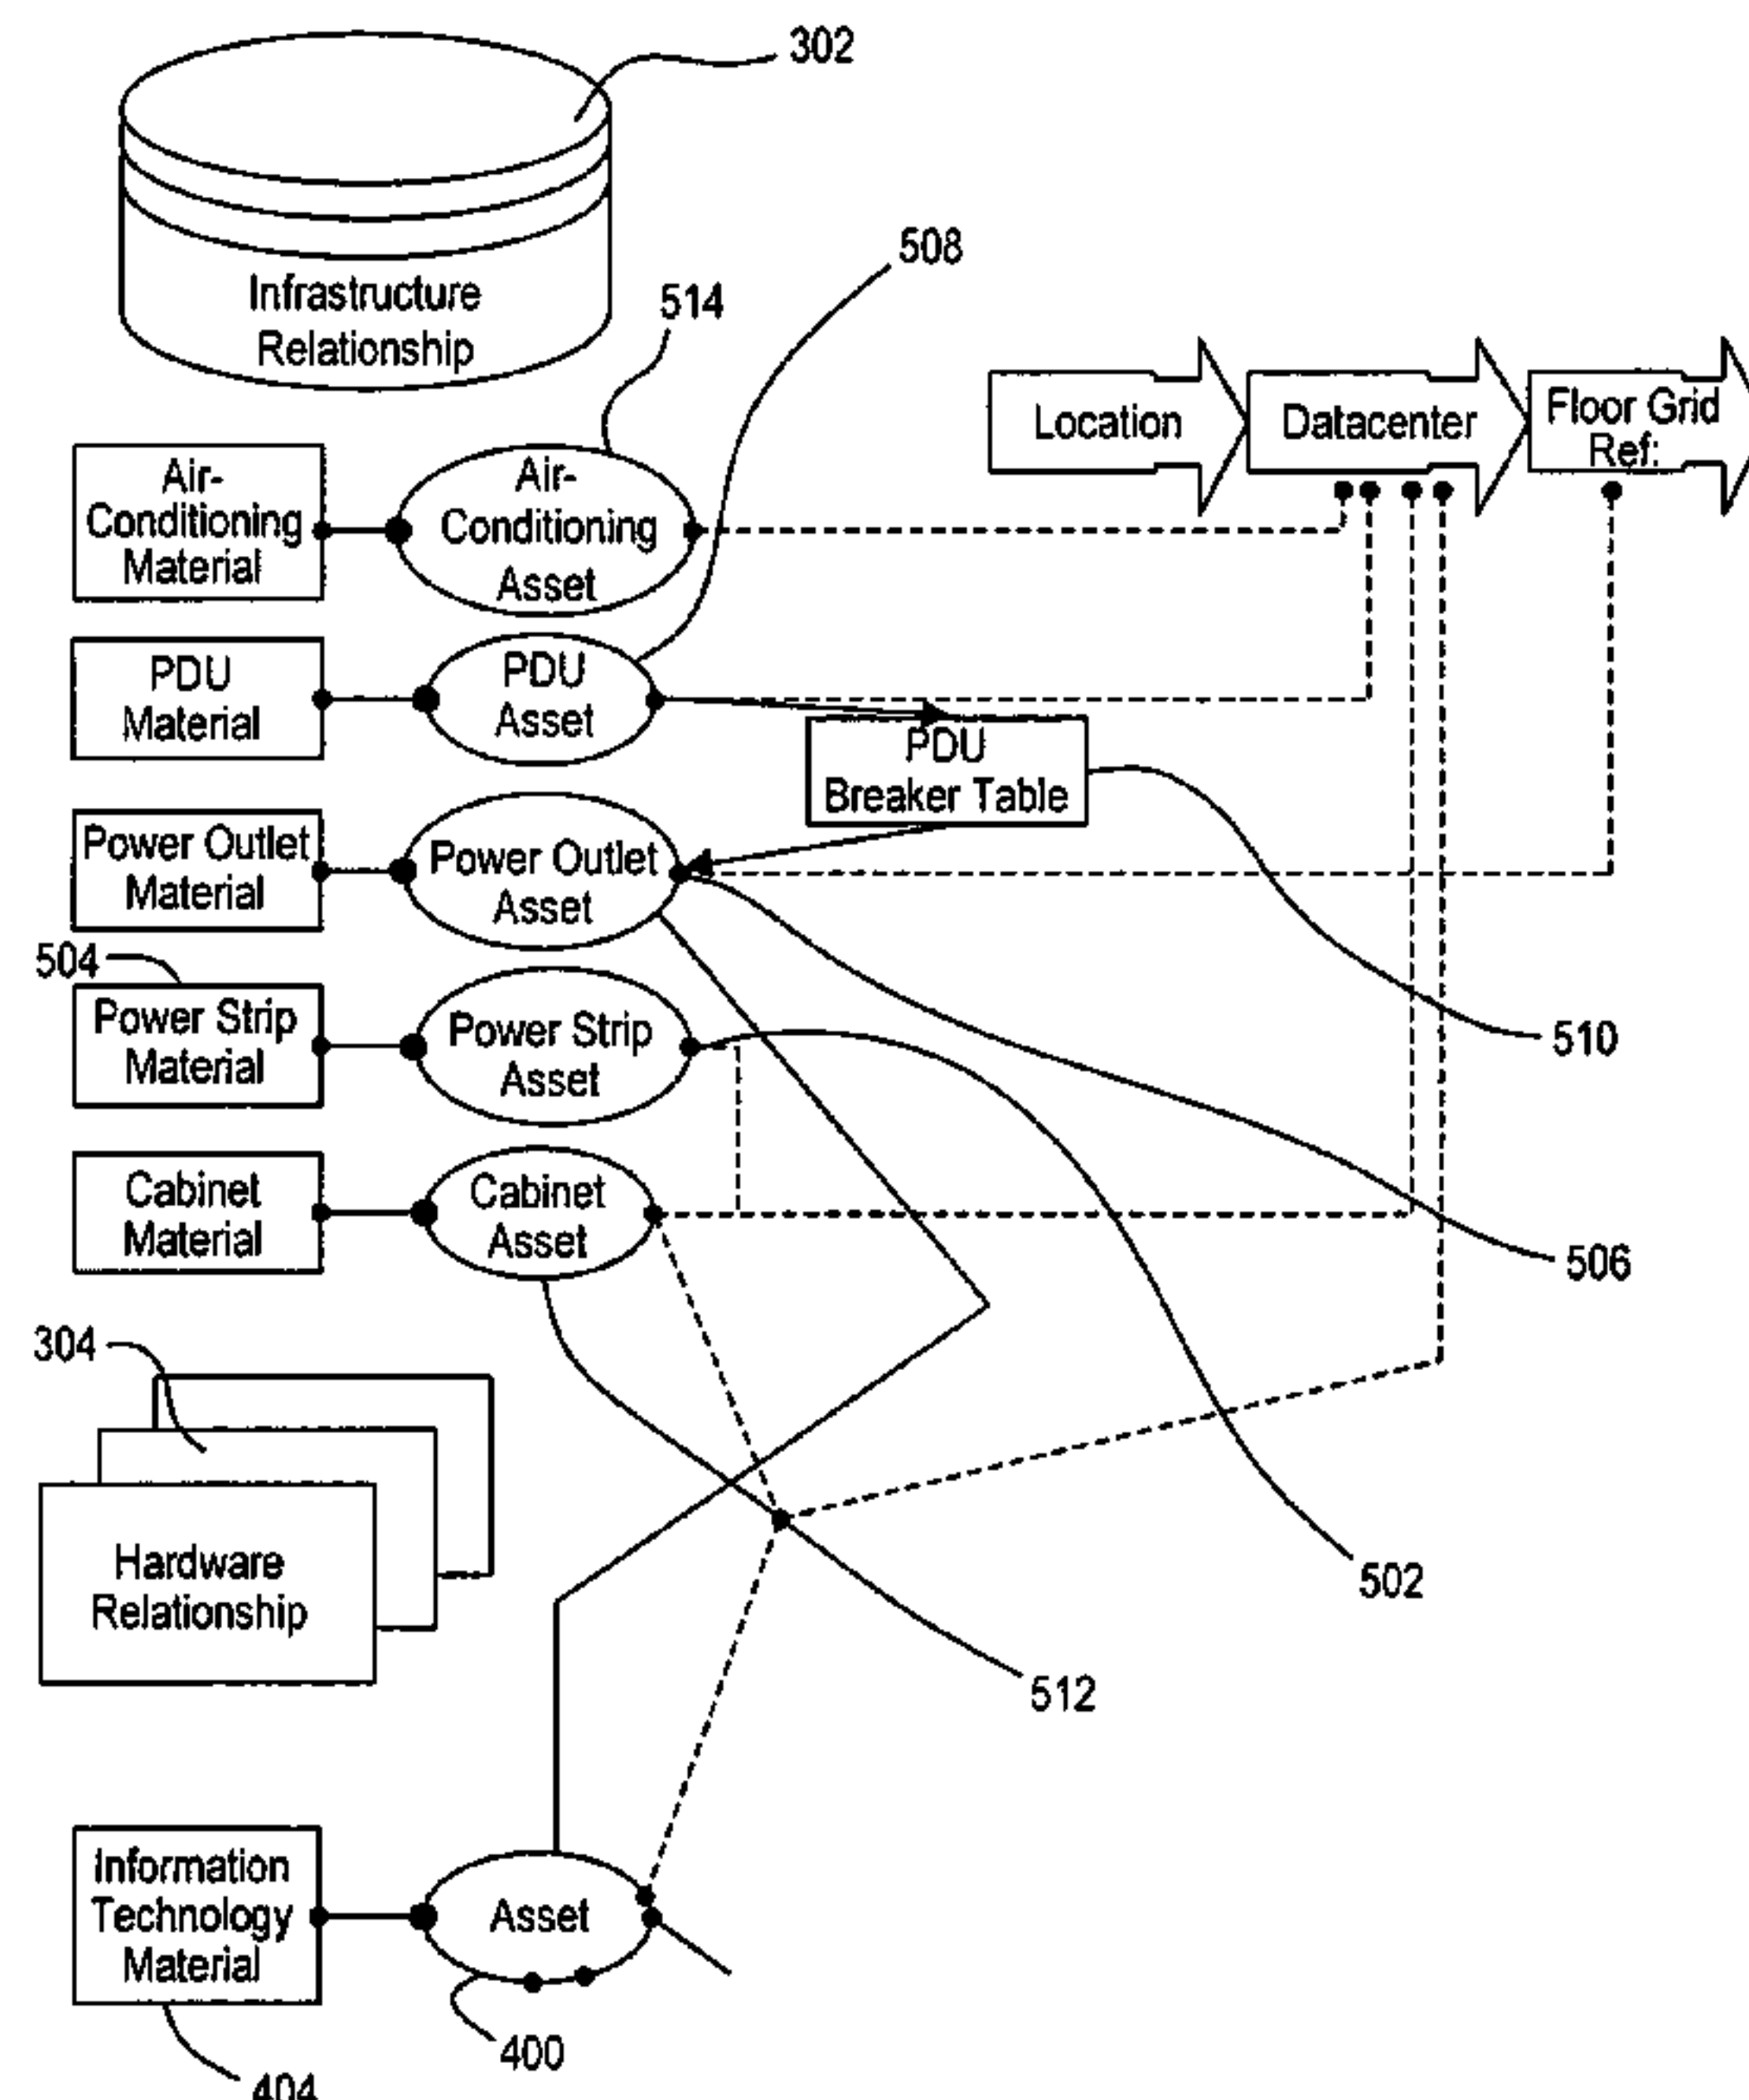 302
Infrastructure
Relationship
508
514
Location
Datacenter
Floor Grid
Ref:
Air-
Conditioning
Material
Air-
Conditioning
Asset
PDU
Material
PDU
Asset
PDU
Breaker Table
Power Outlet
Material
Power Outlet
Asset
504
Power Strip
Material
Power Strip
Asset
510
Cabinet
Material
Cabinet
Asset
506
304
Hardware
Relationship
502
512
Information
Technology
Material
Asset
400
404